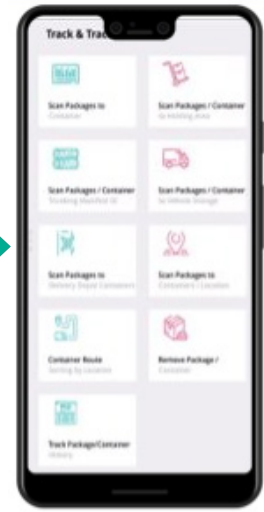 Track & Trac
Scan Packages to
Container
Scan Packages / Container
to Holding Area
Scan Packages / Container
Trucking Manifest ID
Scan Packages / Container
to Vehicle Storage
Scan Packages to
Delivery Depot Containers
Scan Packages to
Containers / Location
Container Route
Sorting by Location
Remove Package /
Container
Track Package/Container
History